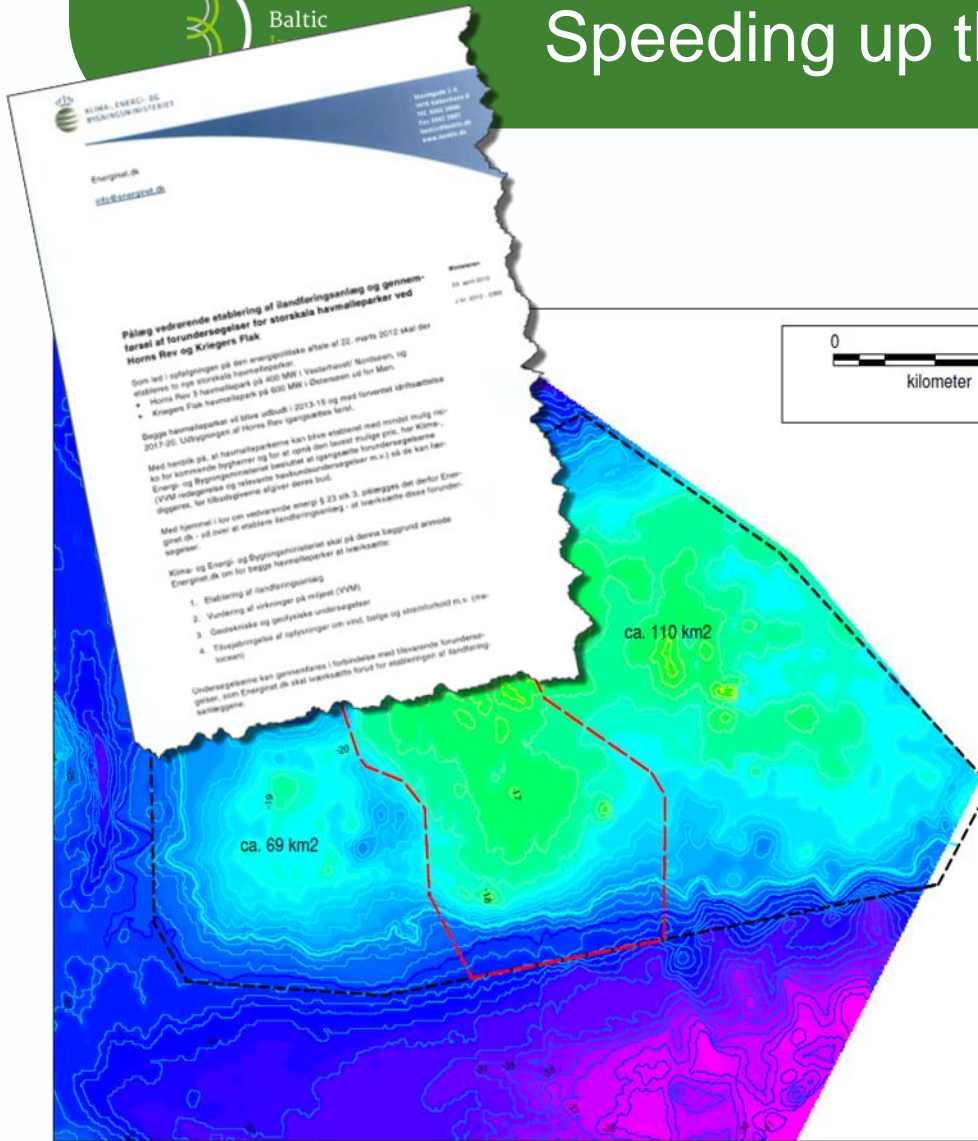 Baltic
Speeding up th
KLIMA-, ENERGI- OG
BYGNINGSMINISTERIET
Stormgade 2-6
1470 København K
Energinet.dk
info@energinet.dk
Ministeren
Pålæg vedrørende etablering af ilandføringsanlæg og gennem-
førsel af forundersøgelser for storskala havmølleparker ved
Horns Rev og Kriegers Flak
Som led i opfølgningen på den energipolitiske aftale af 22. marts 2012 skal der
etableres to nye storskala havmølleparker.
• Horns Rev 3 havmøllepark på 400 MW i Vesterhavet/ Nordsøen, og
• Kriegers Flak havmøllepark på 600 MW i Østersøen ud for Møn.
Begge havmølleparker vil blive udbudt i 2013-15 og med forventet idriftsættelse
2017-20. Udbygningen af Horns Rev igangsættes først.
Med henblik på, at havmølleparkerne kan blive etableret med mindst mulig risi-
ko for kommende bygherrer og for at opnå den lavest mulige pris, har Klima-,
Energi- og Bygningsministeriet besluttet at igangsætte forundersøgelserne
(VVM redegørelse og relevante havbundsundersøgelser m.v.) så de kan fær-
diggøres, før tilbudsgiverne afgiver deres bud.
Med hjemmel i lov om vedvarende energi § 23 stk 3, pålægges det derfor Ener-
ginet.dk - ud over at etablere ilandføringsanlæg - at iværksætte disse forunder-
søgelser.
Klima- og Energi- og Bygningsministeriet skal på denne baggrund anmode
Energinet.dk om for begge havmølleparker at iværksætte:
1. Etablering af ilandføringsanlæg
2. Vurdering af virkninger på miljøet (VVM)
3. Geotekniske og geofysiske undersøgelser
4. Tilvejebringelse af oplysninger om vind, bølge og strømforhold m.v. (me-
tocean)
Undersøgelserne kan gennemføres i forbindelse med tilsvarende forunderso-
gelser, som Energinet.dk skal iværksætte forud for etableringen af ilandføring-
sanlæggene.
0
kilometer
ca. 110 km2
-20
-19
-17
ca. 69 km2
-18